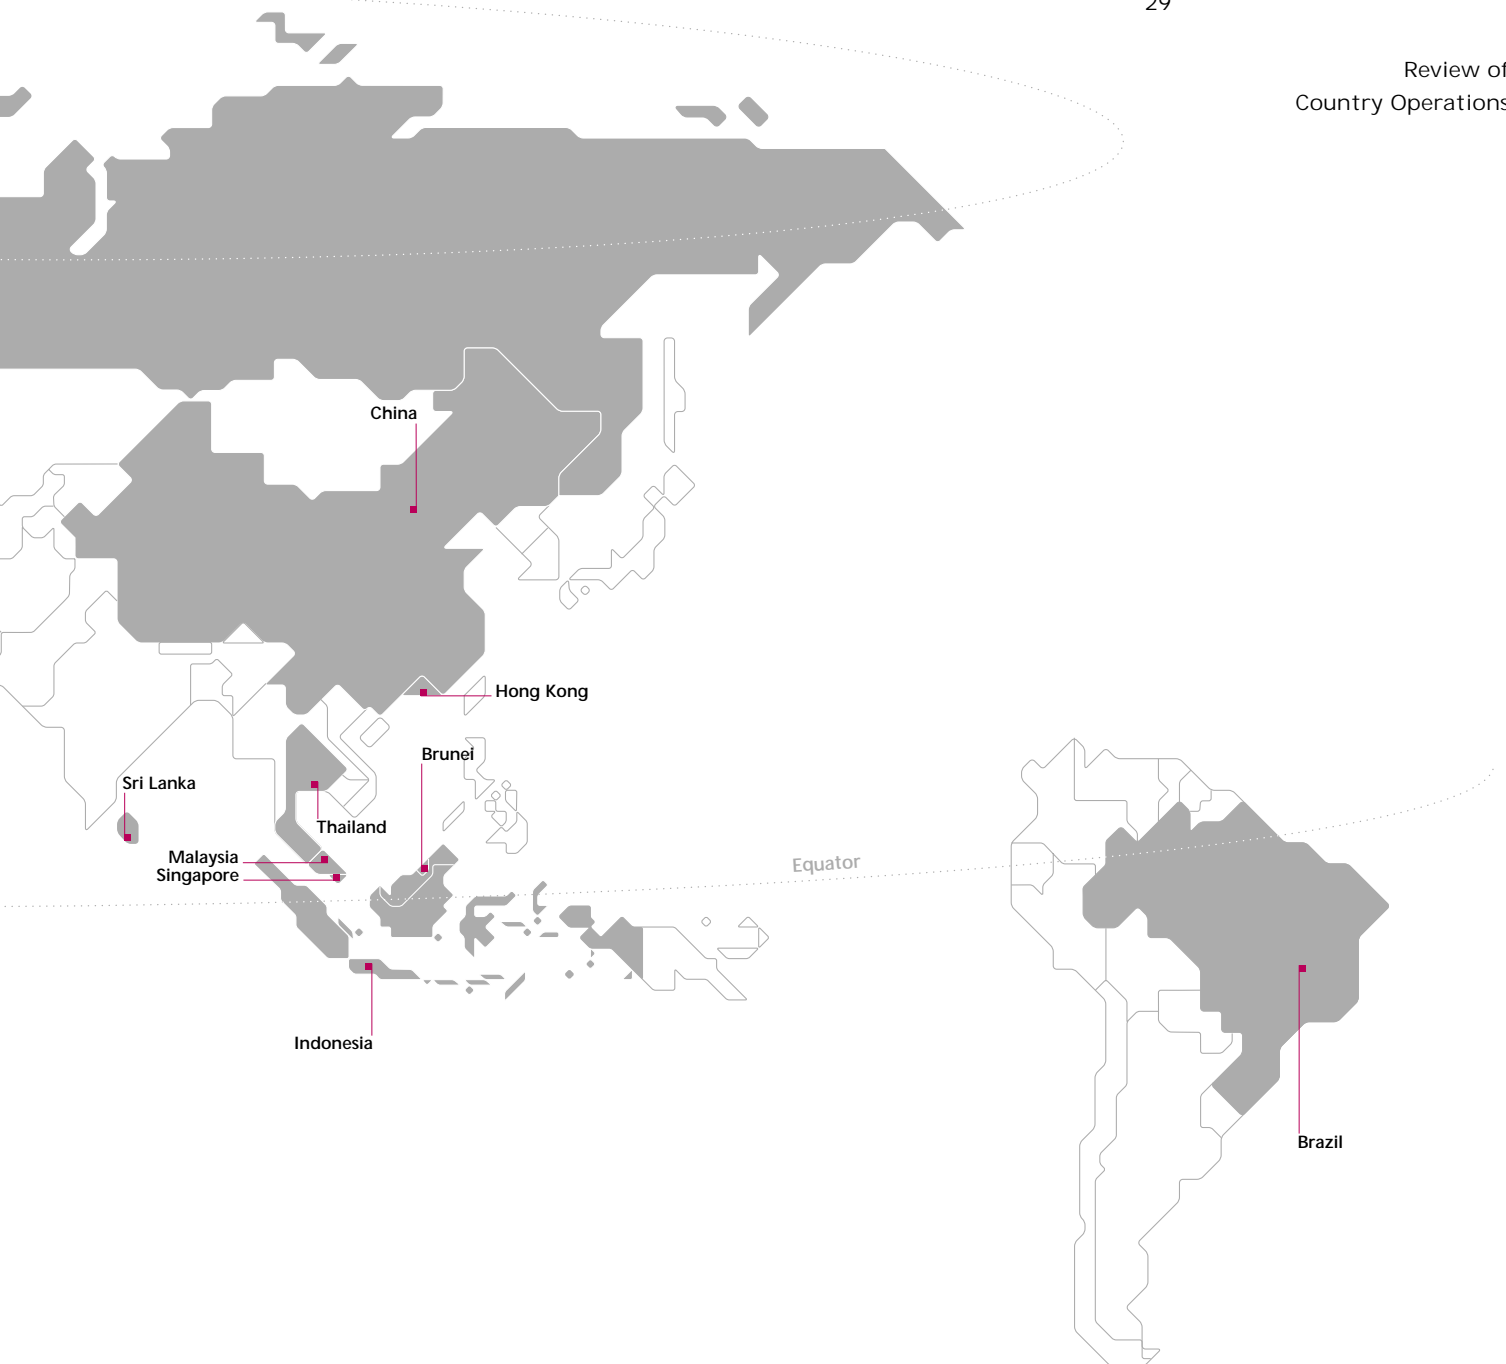 29
Review of
Country Operations
China
Hong Kong
Brunei
Sri Lanka
Thailand
Malaysia
Singapore
Equator
Indonesia
Brazil